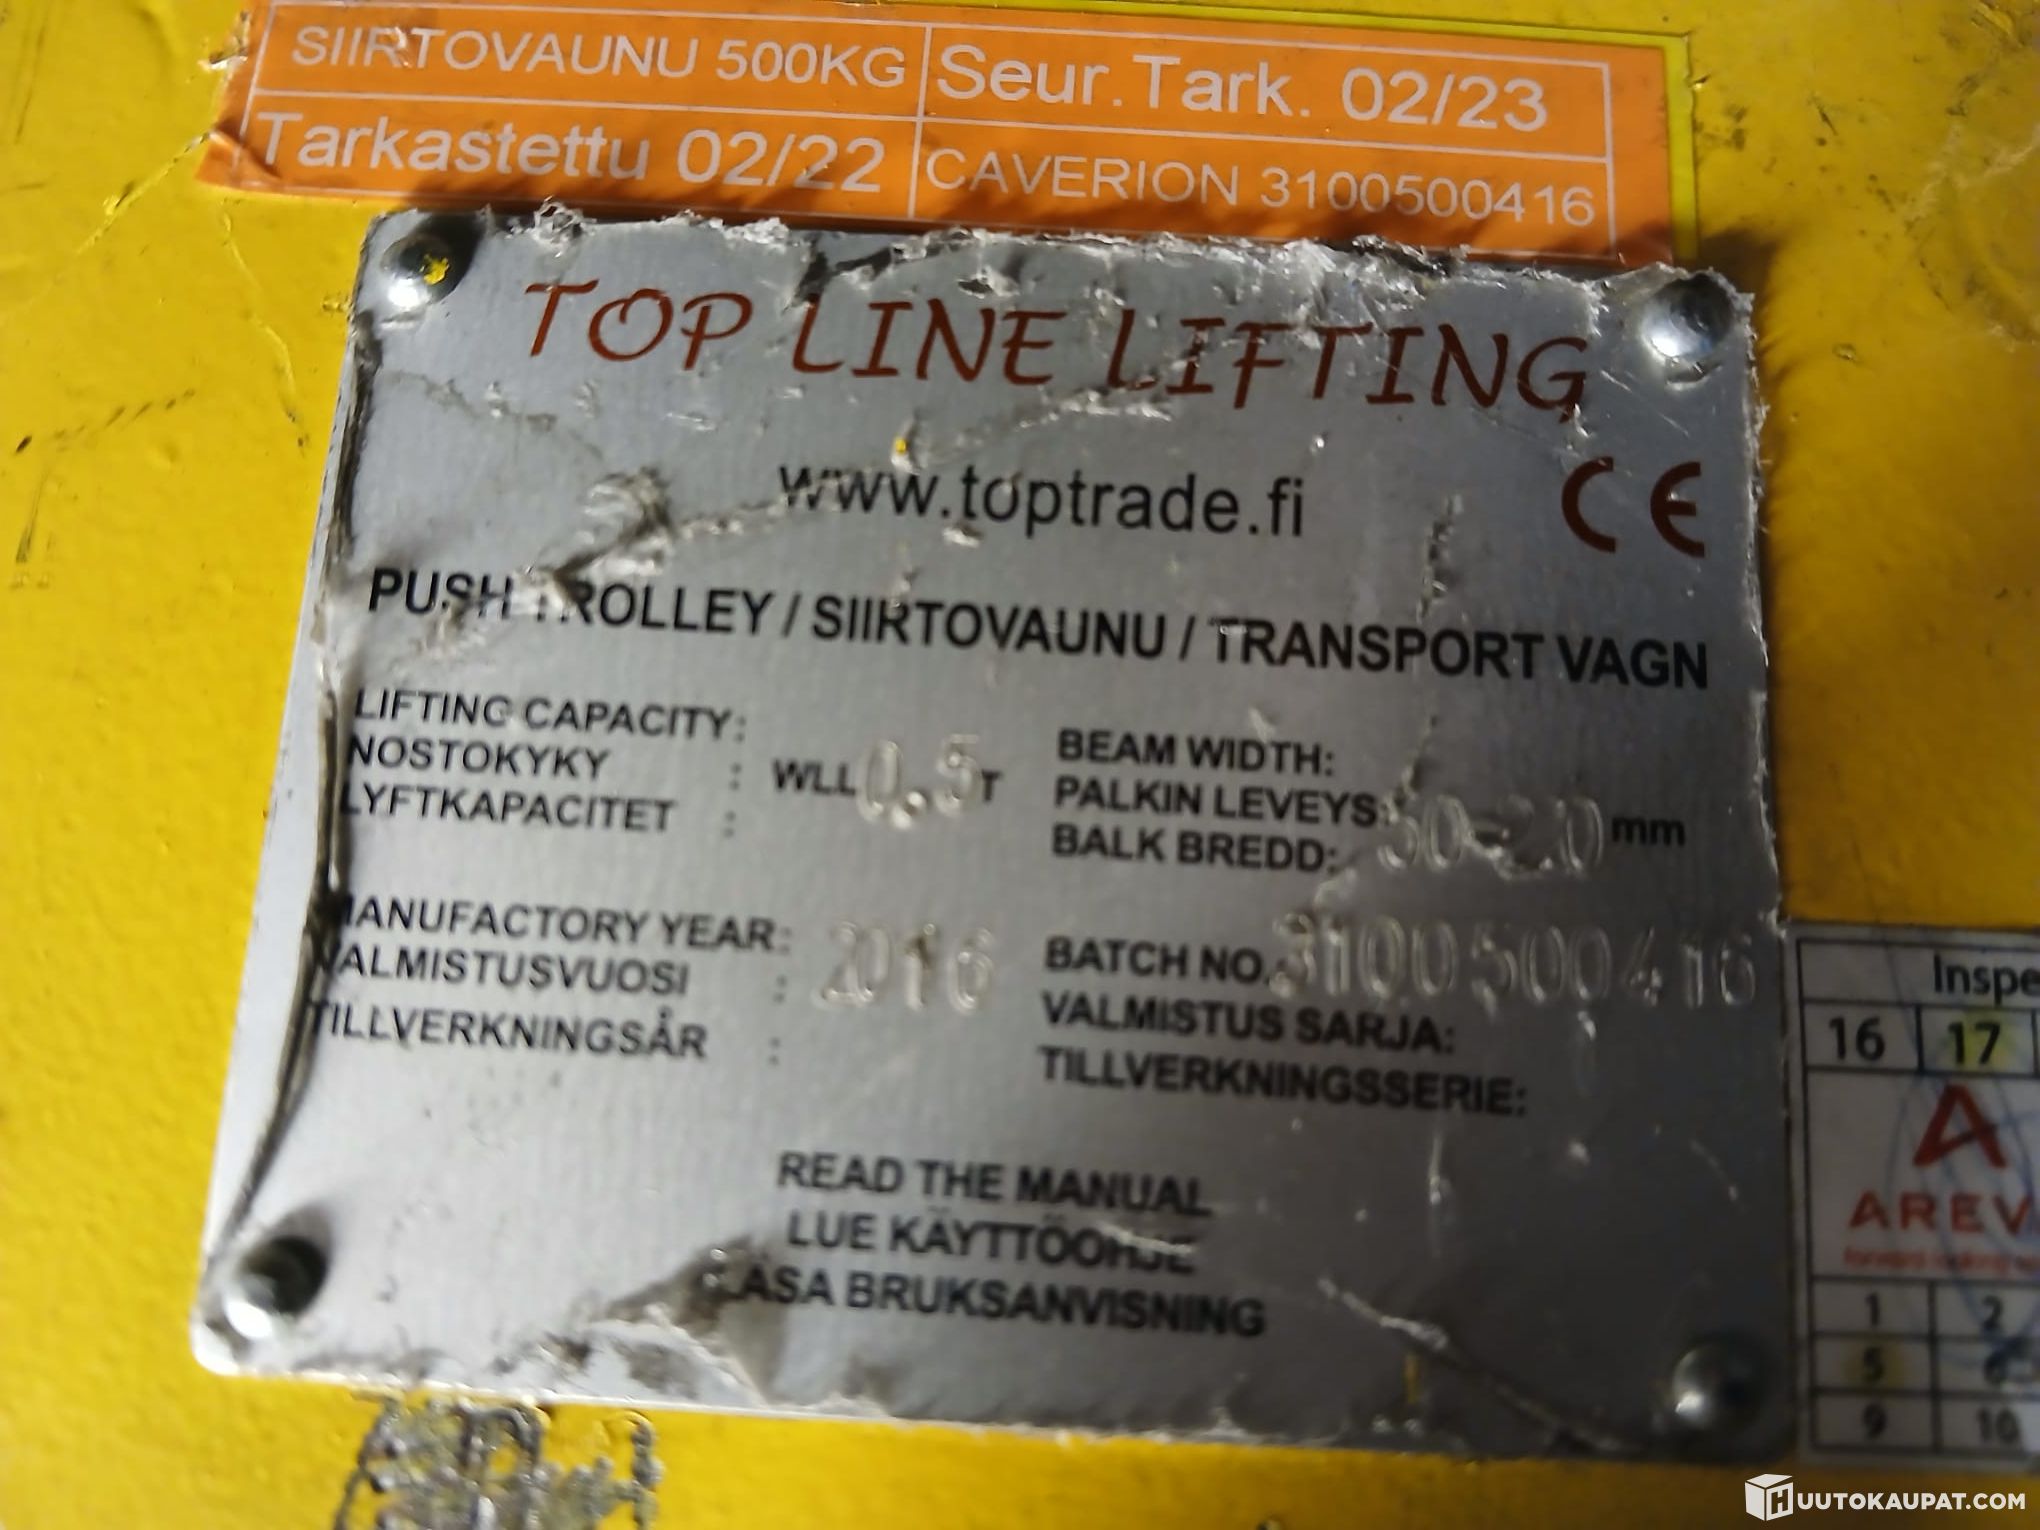 SIIRTOVAUNU 500KG Seur.Tark. 02/23
Tarkastettu 02/22 CAVERION 3100500416
TOP LINE LIFTING
www.toptrade.fi CE
PUSH TROLLEY / SIIRTOVAUNU / TRANSPORT VAGN
LIFTING CAPACITY:
NOSTOKYKY : WLL 0.5 T
LYFTKAPACITET :
BEAM WIDTH:
PALKIN LEVEYS: mm
BALK BREDD:
MANUFACTORY YEAR: 2016
VALMISTUSVUOSI :
TILLVERKNINGSÅR :
BATCH NO.: 3100500416
VALMISTUS SARJA:
TILLVERKNINGSSERIE:
READ THE MANUAL
LUE KÄYTTÖOHJE
LÄSA BRUKSANVISNING
Inspe
16 17
AREV
1 2
5 6
9 10
HUUTOKAUPAT.COM